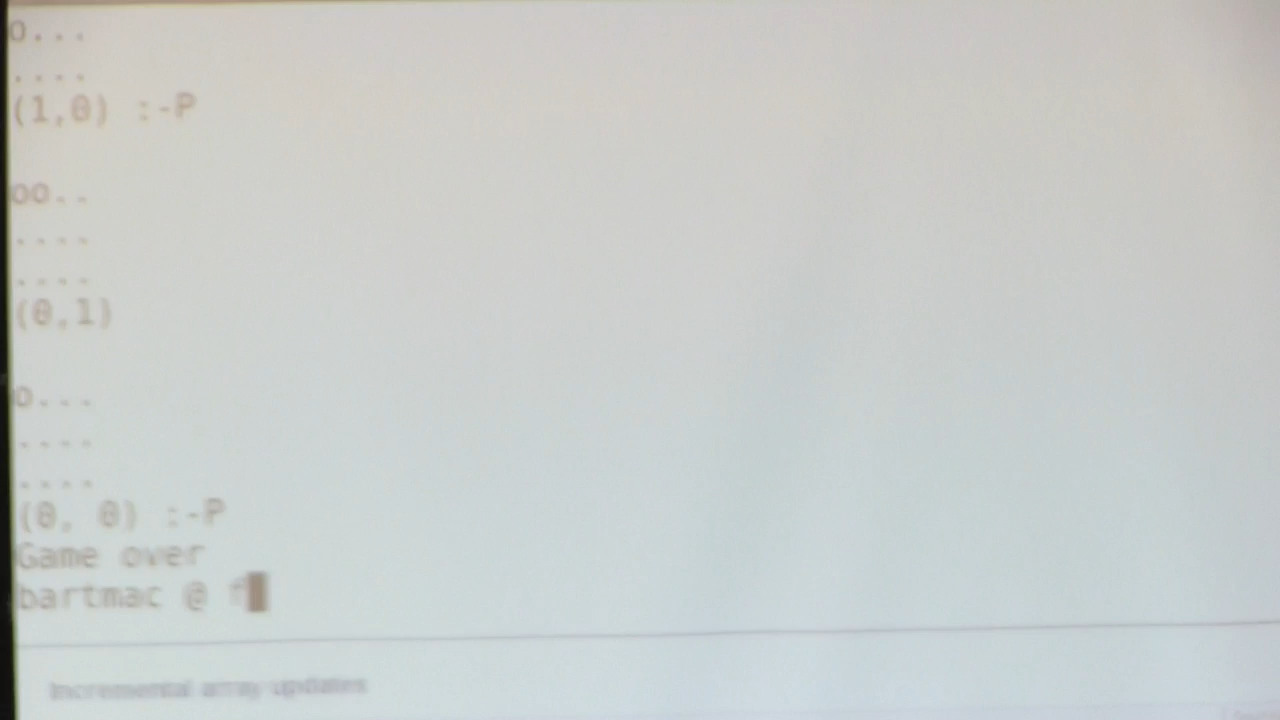 o...
....
(1,0) :-P
oo..
....
....
(0,1)
o...
....
....
(0, 0) :-P
Game over
bartmac @ f
Incremental array updates